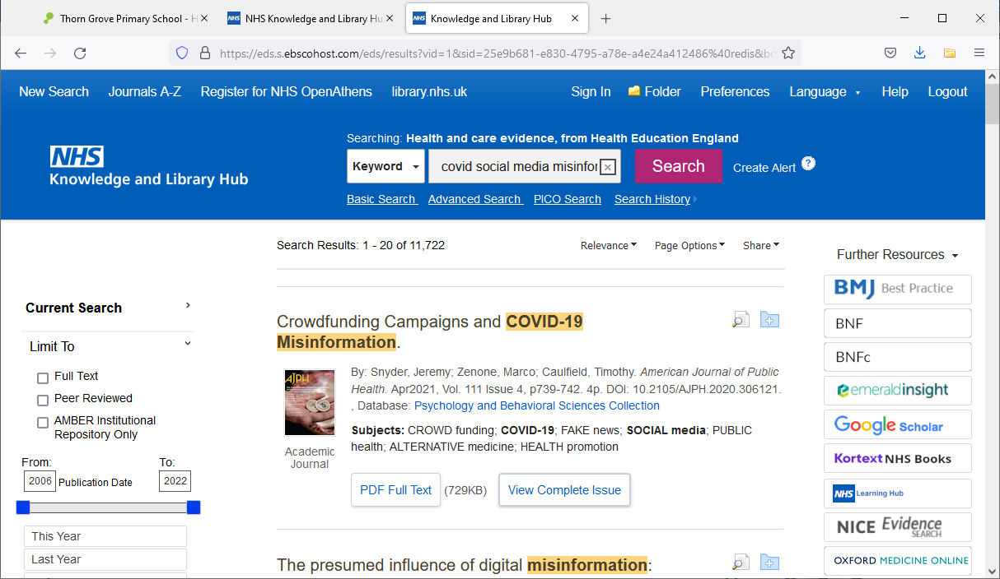 Thorn Grove Primary School - H
NHS Knowledge and Library Hu
Knowledge and Library Hub
https://eds.s.ebscohost.com/eds/results?vid=1&sid=25e9b681-e830-4795-a78e-a4e24a412486%40redis&bq
New Search Journals A-Z Register for NHS OpenAthens library.nhs.uk Sign In Folder Preferences Language Help Logout
Searching: Health and care evidence, from Health Education England
NHS
Knowledge and Library Hub
Keyword covid social media misinfor Search Create Alert ?
Basic Search Advanced Search PICO Search Search History
Search Results: 1 - 20 of 11,722 Relevance Page Options Share
Further Resources
Current Search
Limit To
Full Text
Peer Reviewed
AMBER Institutional
Repository Only
From: To:
2006 Publication Date 2022
This Year
Last Year
Crowdfunding Campaigns and COVID-19
Misinformation.
AJPH
Academic
Journal
By: Snyder, Jeremy; Zenone, Marco; Caulfield, Timothy. American Journal of Public
Health. Apr2021, Vol. 111 Issue 4, p739-742. 4p. DOI: 10.2105/AJPH.2020.306121.
, Database: Psychology and Behavioral Sciences Collection
Subjects: CROWD funding; COVID-19; FAKE news; SOCIAL media; PUBLIC
health; ALTERNATIVE medicine; HEALTH promotion
PDF Full Text (729KB) View Complete Issue
The presumed influence of digital misinformation:
BMJ Best Practice
BNF
BNFc
emeraldinsight
Google Scholar
Kortext NHS Books
NHS Learning Hub
NICE Evidence
SEARCH
OXFORD MEDICINE ONLINE